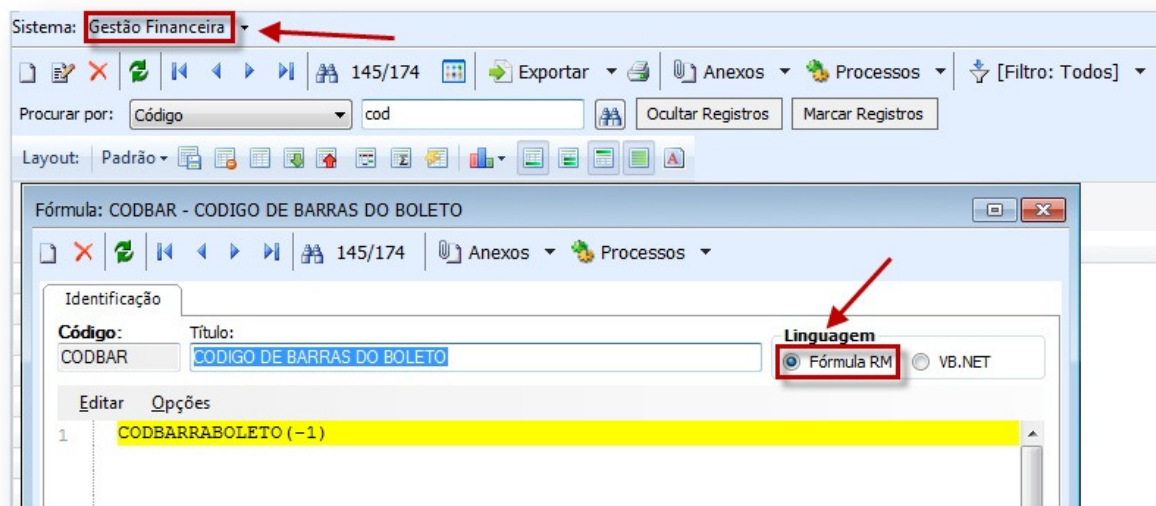 Sistema: Gestão Financeira
145/174 Exportar Anexos Processos [Filtro: Todos]
Procurar por: Código cod Ocultar Registros Marcar Registros
Layout: Padrão Σ A
Fórmula: CODBAR - CODIGO DE BARRAS DO BOLETO
145/174 Anexos Processos
Identificação
Código: Título: Linguagem
CODBAR CODIGO DE BARRAS DO BOLETO Fórmula RM VB.NET
Editar Opções
1 CODBARRABOLETO(-1)